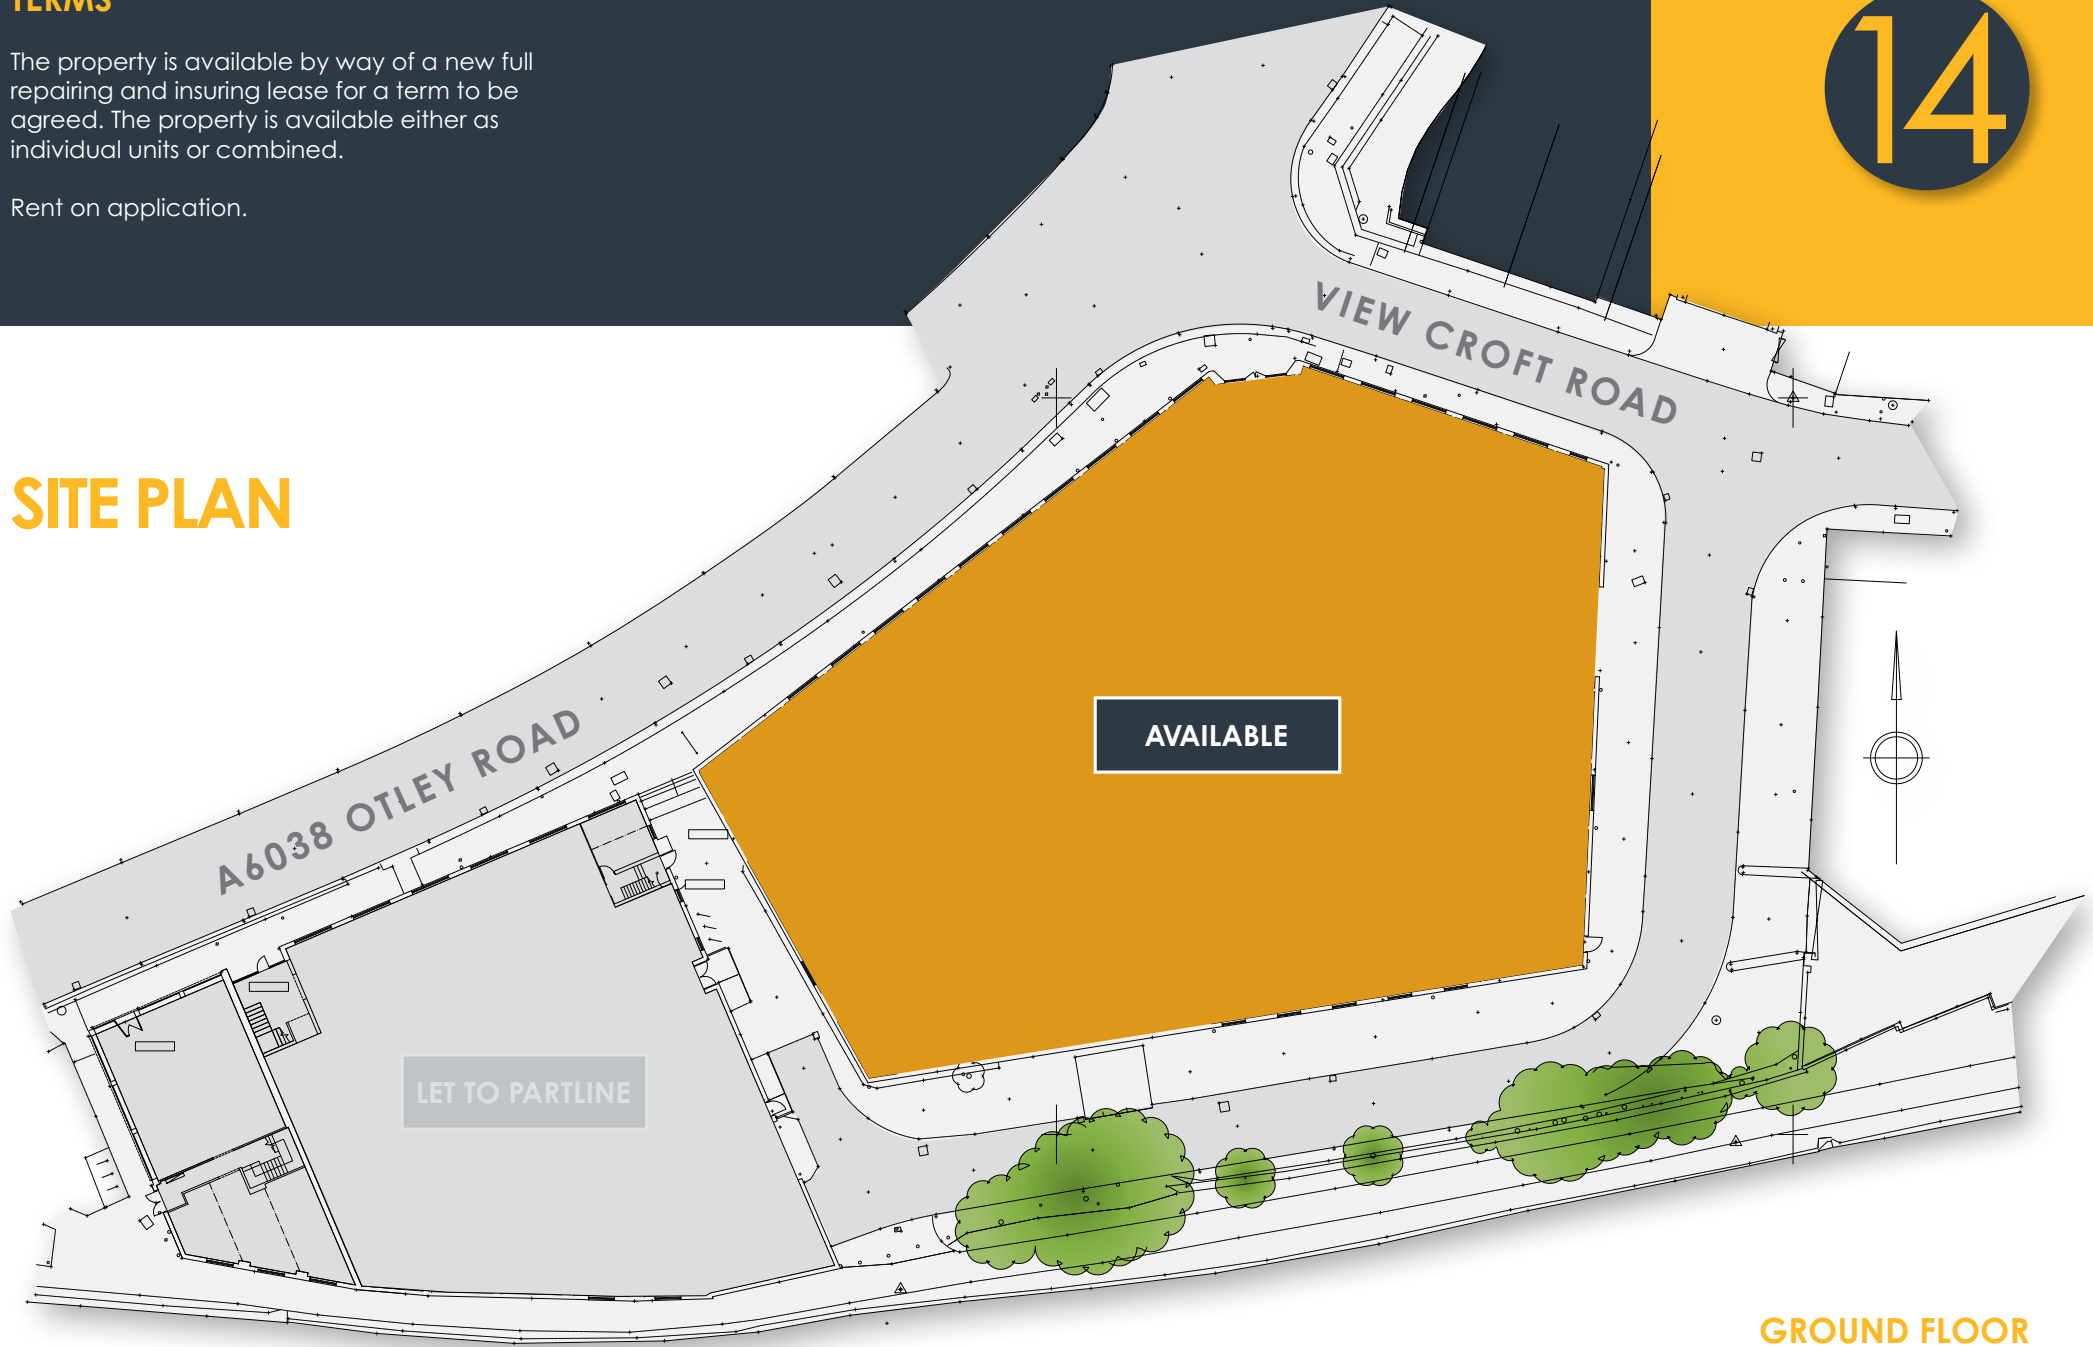 TERMS
The property is available by way of a new full
repairing and insuring lease for a term to be
agreed. The property is available either as
individual units or combined.
Rent on application.
14
VIEW CROFT ROAD
SITE PLAN
AVAILABLE
A6038 OTLEY ROAD
LET TO PARTLINE
GROUND FLOOR